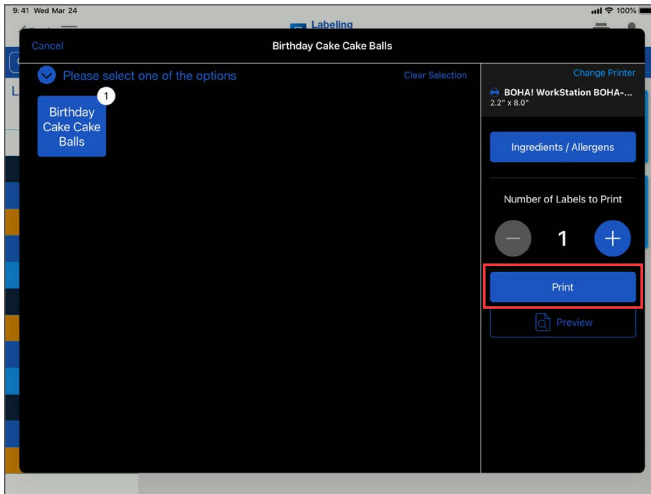 9:41 Wed Mar 24
100%
Labeling
Cancel
Birthday Cake Cake Balls
Please select one of the options
Clear Selection
Change Printer
BOHA! WorkStation BOHA-...
2.2" x 8.0"
1
Birthday
Cake Cake
Balls
Ingredients / Allergens
Number of Labels to Print
1
Print
Preview